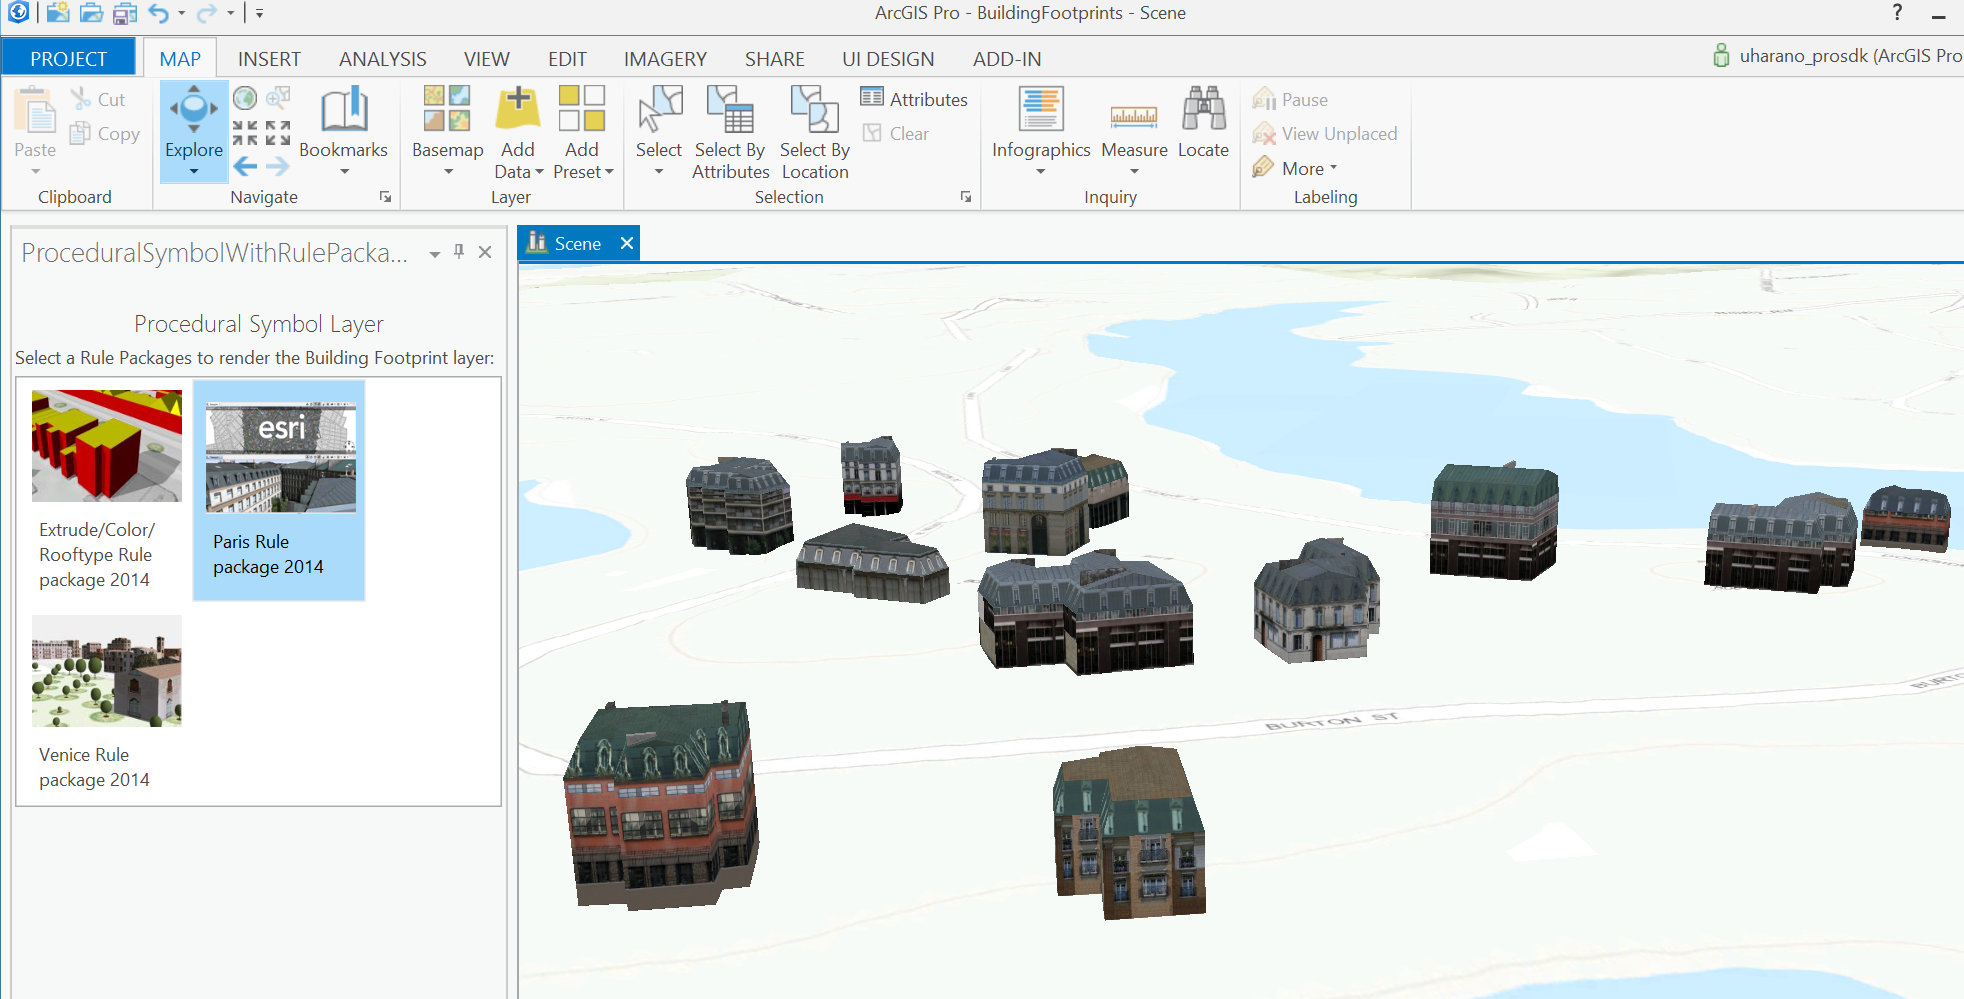 ArcGIS Pro - BuildingFootprints - Scene
?
PROJECT MAP INSERT ANALYSIS VIEW EDIT IMAGERY SHARE UI DESIGN ADD-IN
uharano_prosdk (ArcGIS Pro
Paste
Cut
Copy
Clipboard
Explore
Bookmarks
Navigate
Basemap
Add Data
Add Preset
Layer
Select
Select By Attributes
Select By Location
Attributes
Clear
Selection
Infographics
Measure
Locate
Inquiry
Pause
View Unplaced
More
Labeling
ProceduralSymbolWithRulePacka...
Scene
Procedural Symbol Layer
Select a Rule Packages to render the Building Footprint layer:
esri
Extrude/Color/
Rooftype Rule
package 2014
Paris Rule
package 2014
Venice Rule
package 2014
BURTON ST